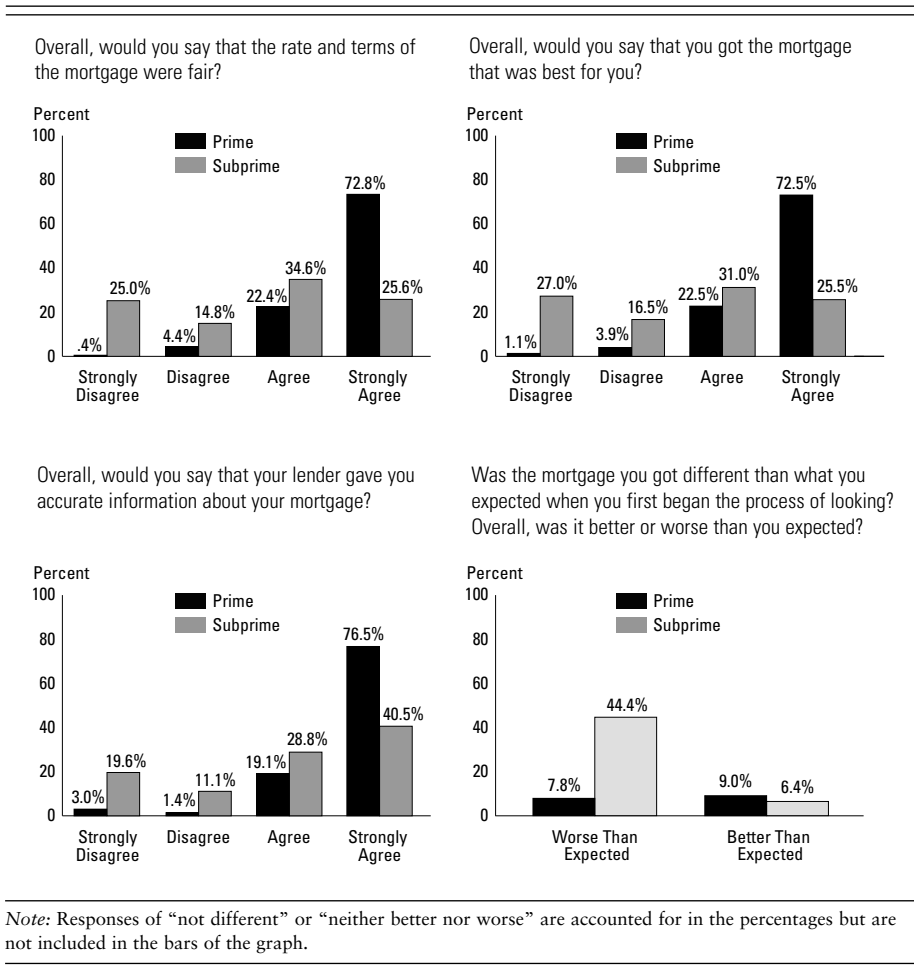 Overall, would you say that the rate and terms of
the mortgage were fair?
Percent
100
80
60
40
20
0
Prime
Subprime
.4%
25.0%
4.4%
14.8%
22.4%
34.6%
72.8%
25.6%
Strongly
Disagree
Disagree
Agree
Strongly
Agree
Overall, would you say that you got the mortgage
that was best for you?
Percent
100
80
60
40
20
0
Prime
Subprime
1.1%
27.0%
3.9%
16.5%
22.5%
31.0%
72.5%
25.5%
Strongly
Disagree
Disagree
Agree
Strongly
Agree
Overall, would you say that your lender gave you
accurate information about your mortgage?
Percent
100
80
60
40
20
0
Prime
Subprime
3.0%
19.6%
1.4%
11.1%
19.1%
28.8%
76.5%
40.5%
Strongly
Disagree
Disagree
Agree
Strongly
Agree
Was the mortgage you got different than what you
expected when you first began the process of looking?
Overall, was it better or worse than you expected?
Percent
100
80
60
40
20
0
Prime
Subprime
7.8%
44.4%
9.0%
6.4%
Worse Than
Expected
Better Than
Expected
Note: Responses of “not different” or “neither better nor worse” are accounted for in the percentages but are
not included in the bars of the graph.